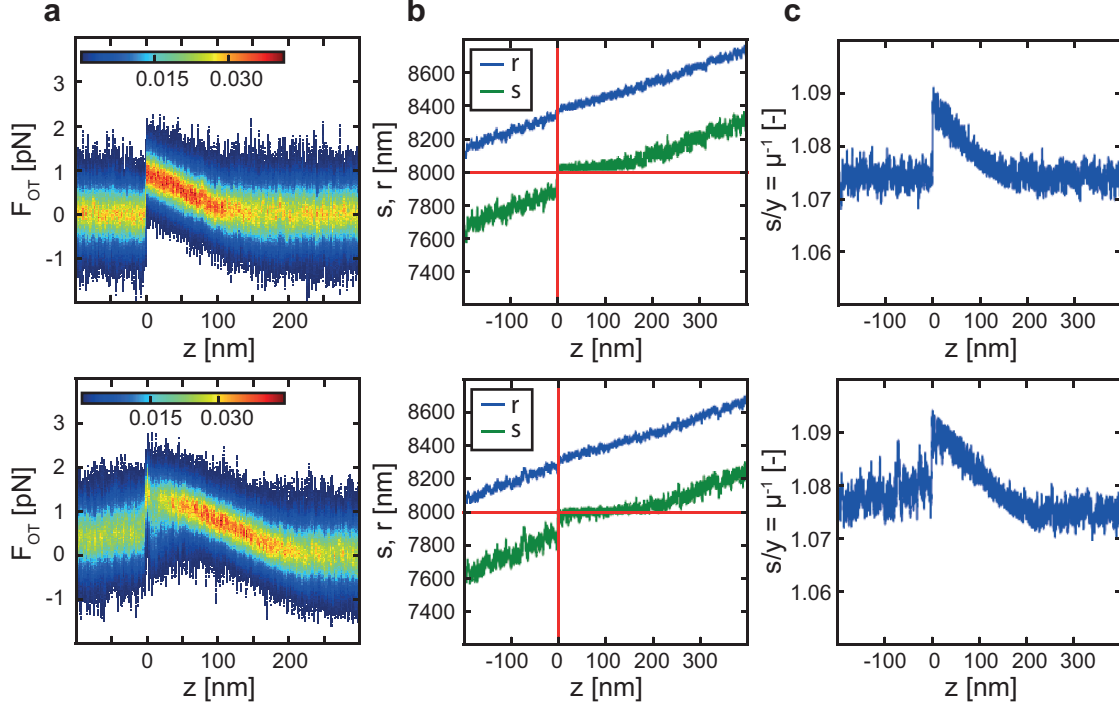 a
b
c
0.015 0.030
3
2
1
0
-1
F_OT [pN]
0 100 200
z [nm]
r
s
8600
8400
8200
8000
7800
7600
7400
s, r [nm]
-100 0 100 200 300
z [nm]
1.09
1.08
1.07
1.06
s/y = µ⁻¹ [-]
-100 0 100 200 300
z [nm]
0.015 0.030
3
2
1
0
-1
F_OT [pN]
0 100 200
z [nm]
r
s
8600
8400
8200
8000
7800
7600
7400
s, r [nm]
-100 0 100 200 300
z [nm]
1.09
1.08
1.07
1.06
s/y = µ⁻¹ [-]
-100 0 100 200 300
z [nm]